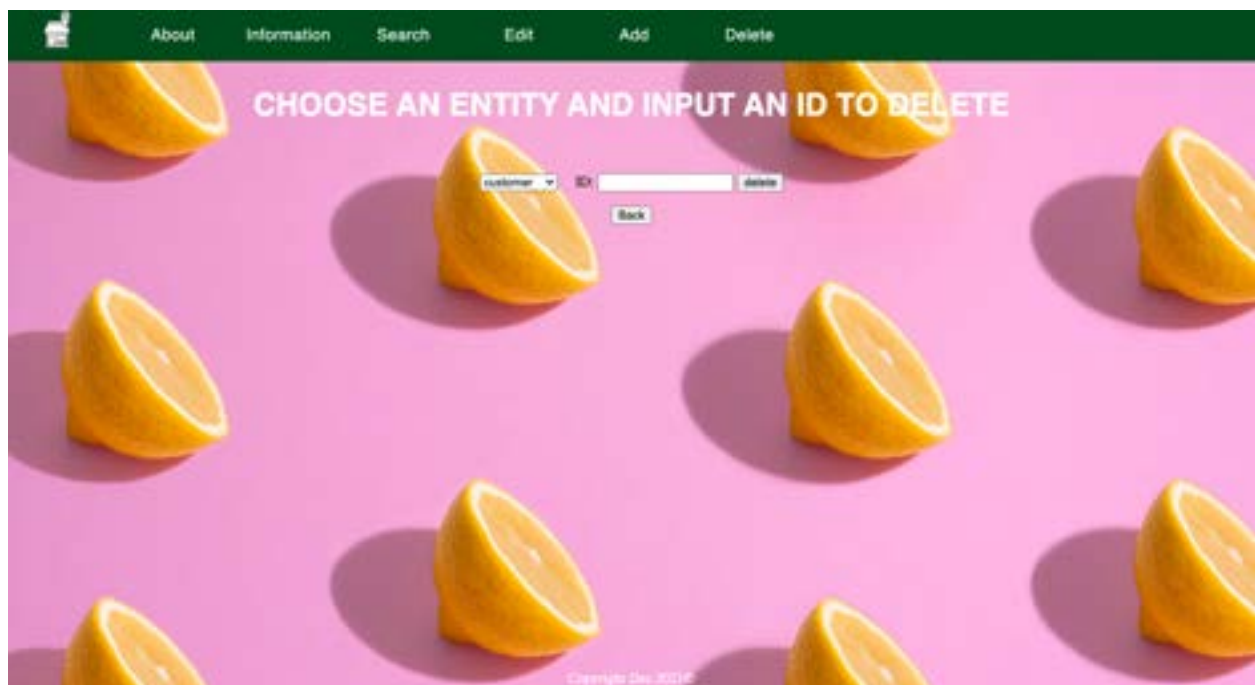 About Information Search Edit Add Delete
CHOOSE AN ENTITY AND INPUT AN ID TO DELETE
customer ID: delete
Back